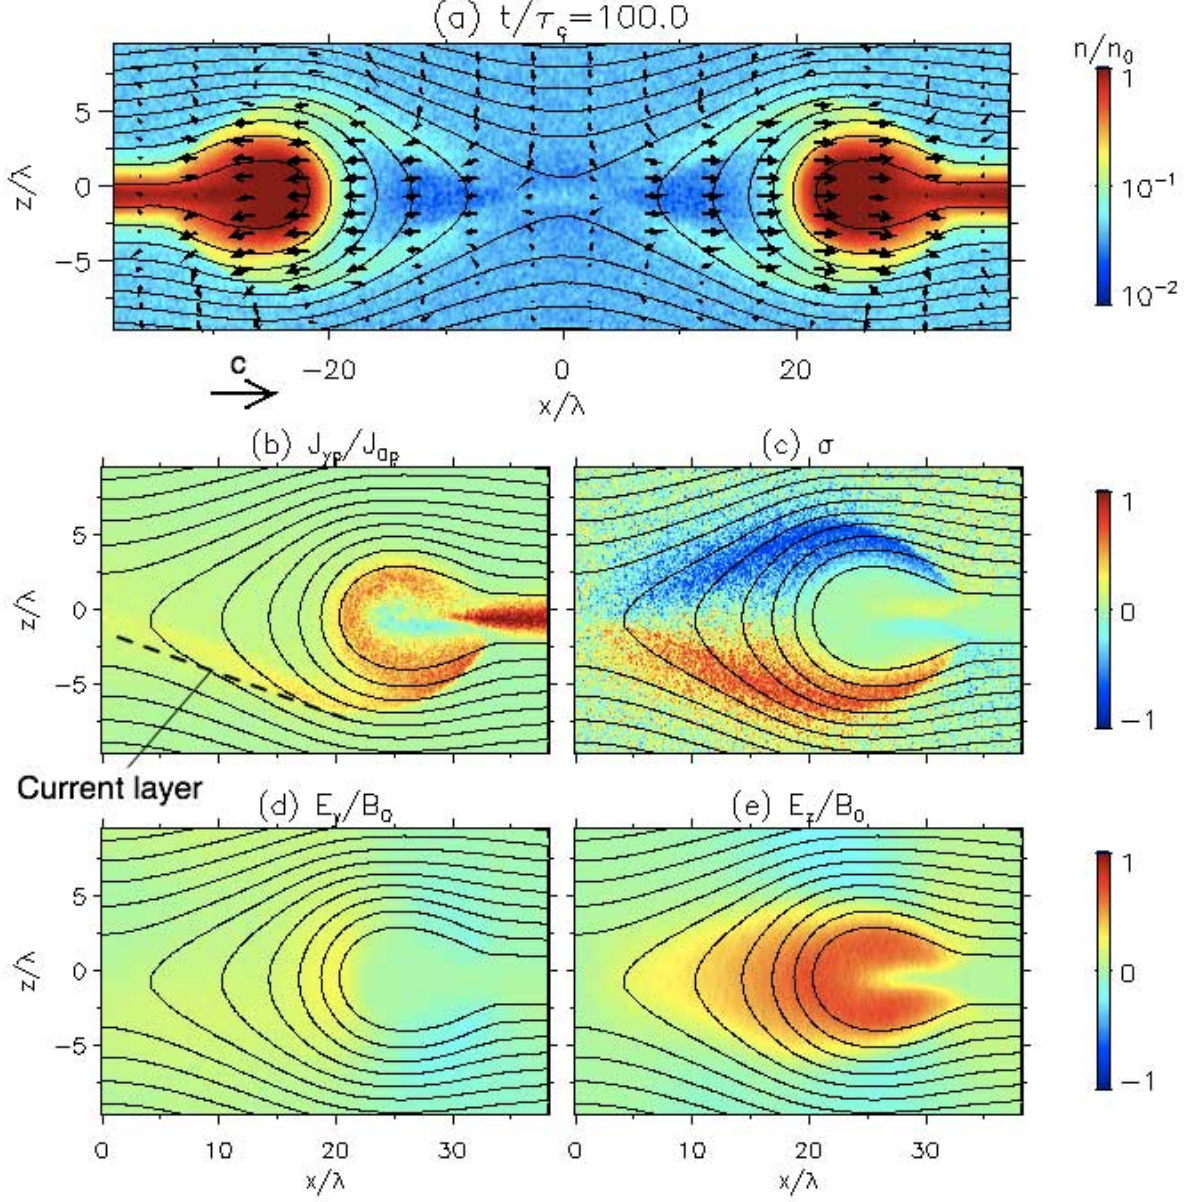 (a) t/τc=100.0
n/n0
1
10⁻¹
10⁻²
5
0
−5
z/λ
−20 0 20
x/λ
c
(b) Jyp/J0p
(c) σ
5
0
−5
z/λ
1
0
−1
Current layer
(d) Ey/B0
(e) Ez/B0
5
0
−5
z/λ
1
0
−1
0 10 20 30
0 10 20 30
x/λ
x/λ